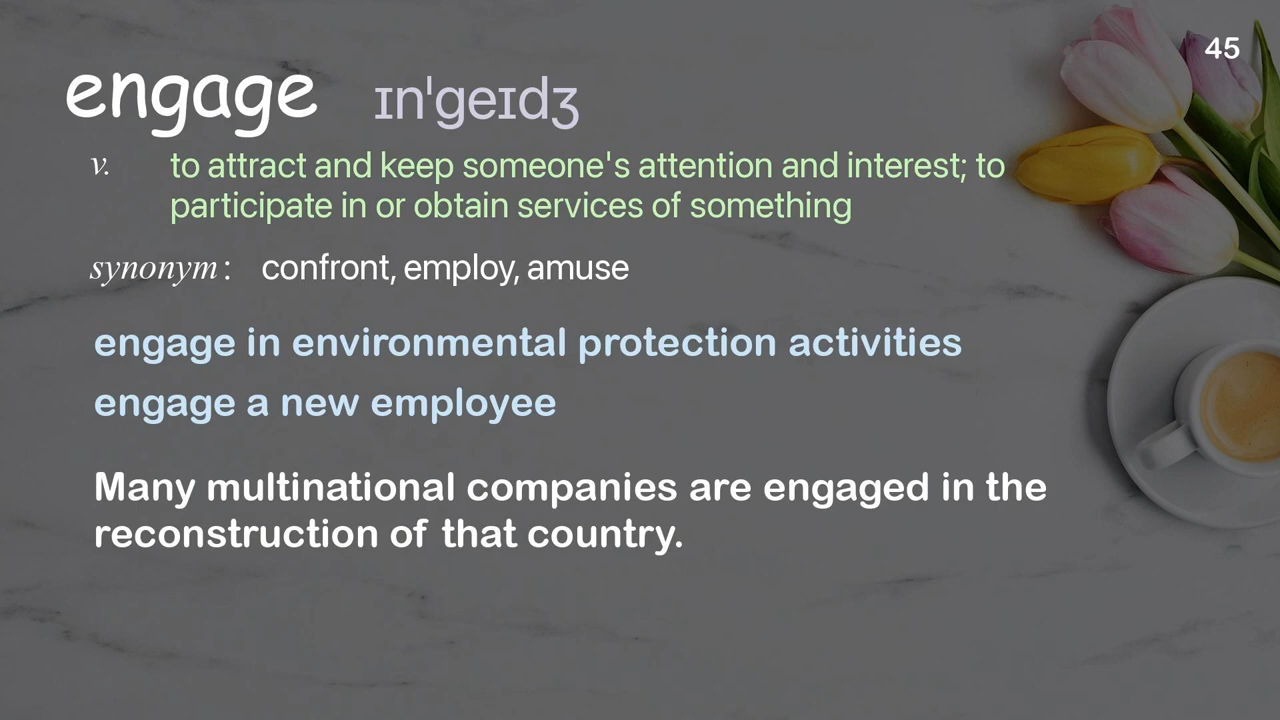 45
engage ɪnˈgeɪdʒ
v. to attract and keep someone's attention and interest; to
participate in or obtain services of something
synonym : confront, employ, amuse
engage in environmental protection activities
engage a new employee
Many multinational companies are engaged in the
reconstruction of that country.